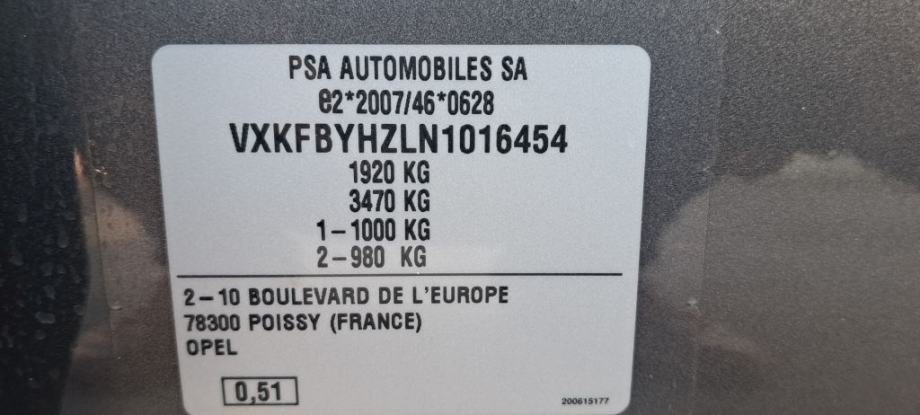 PSA AUTOMOBILES SA
e2*2007/46*0628
VXKFBYHZLN1016454
1920 KG
3470 KG
1-1000 KG
2-980 KG
2-10 BOULEVARD DE L'EUROPE
78300 POISSY (FRANCE)
OPEL
0,51
200615177